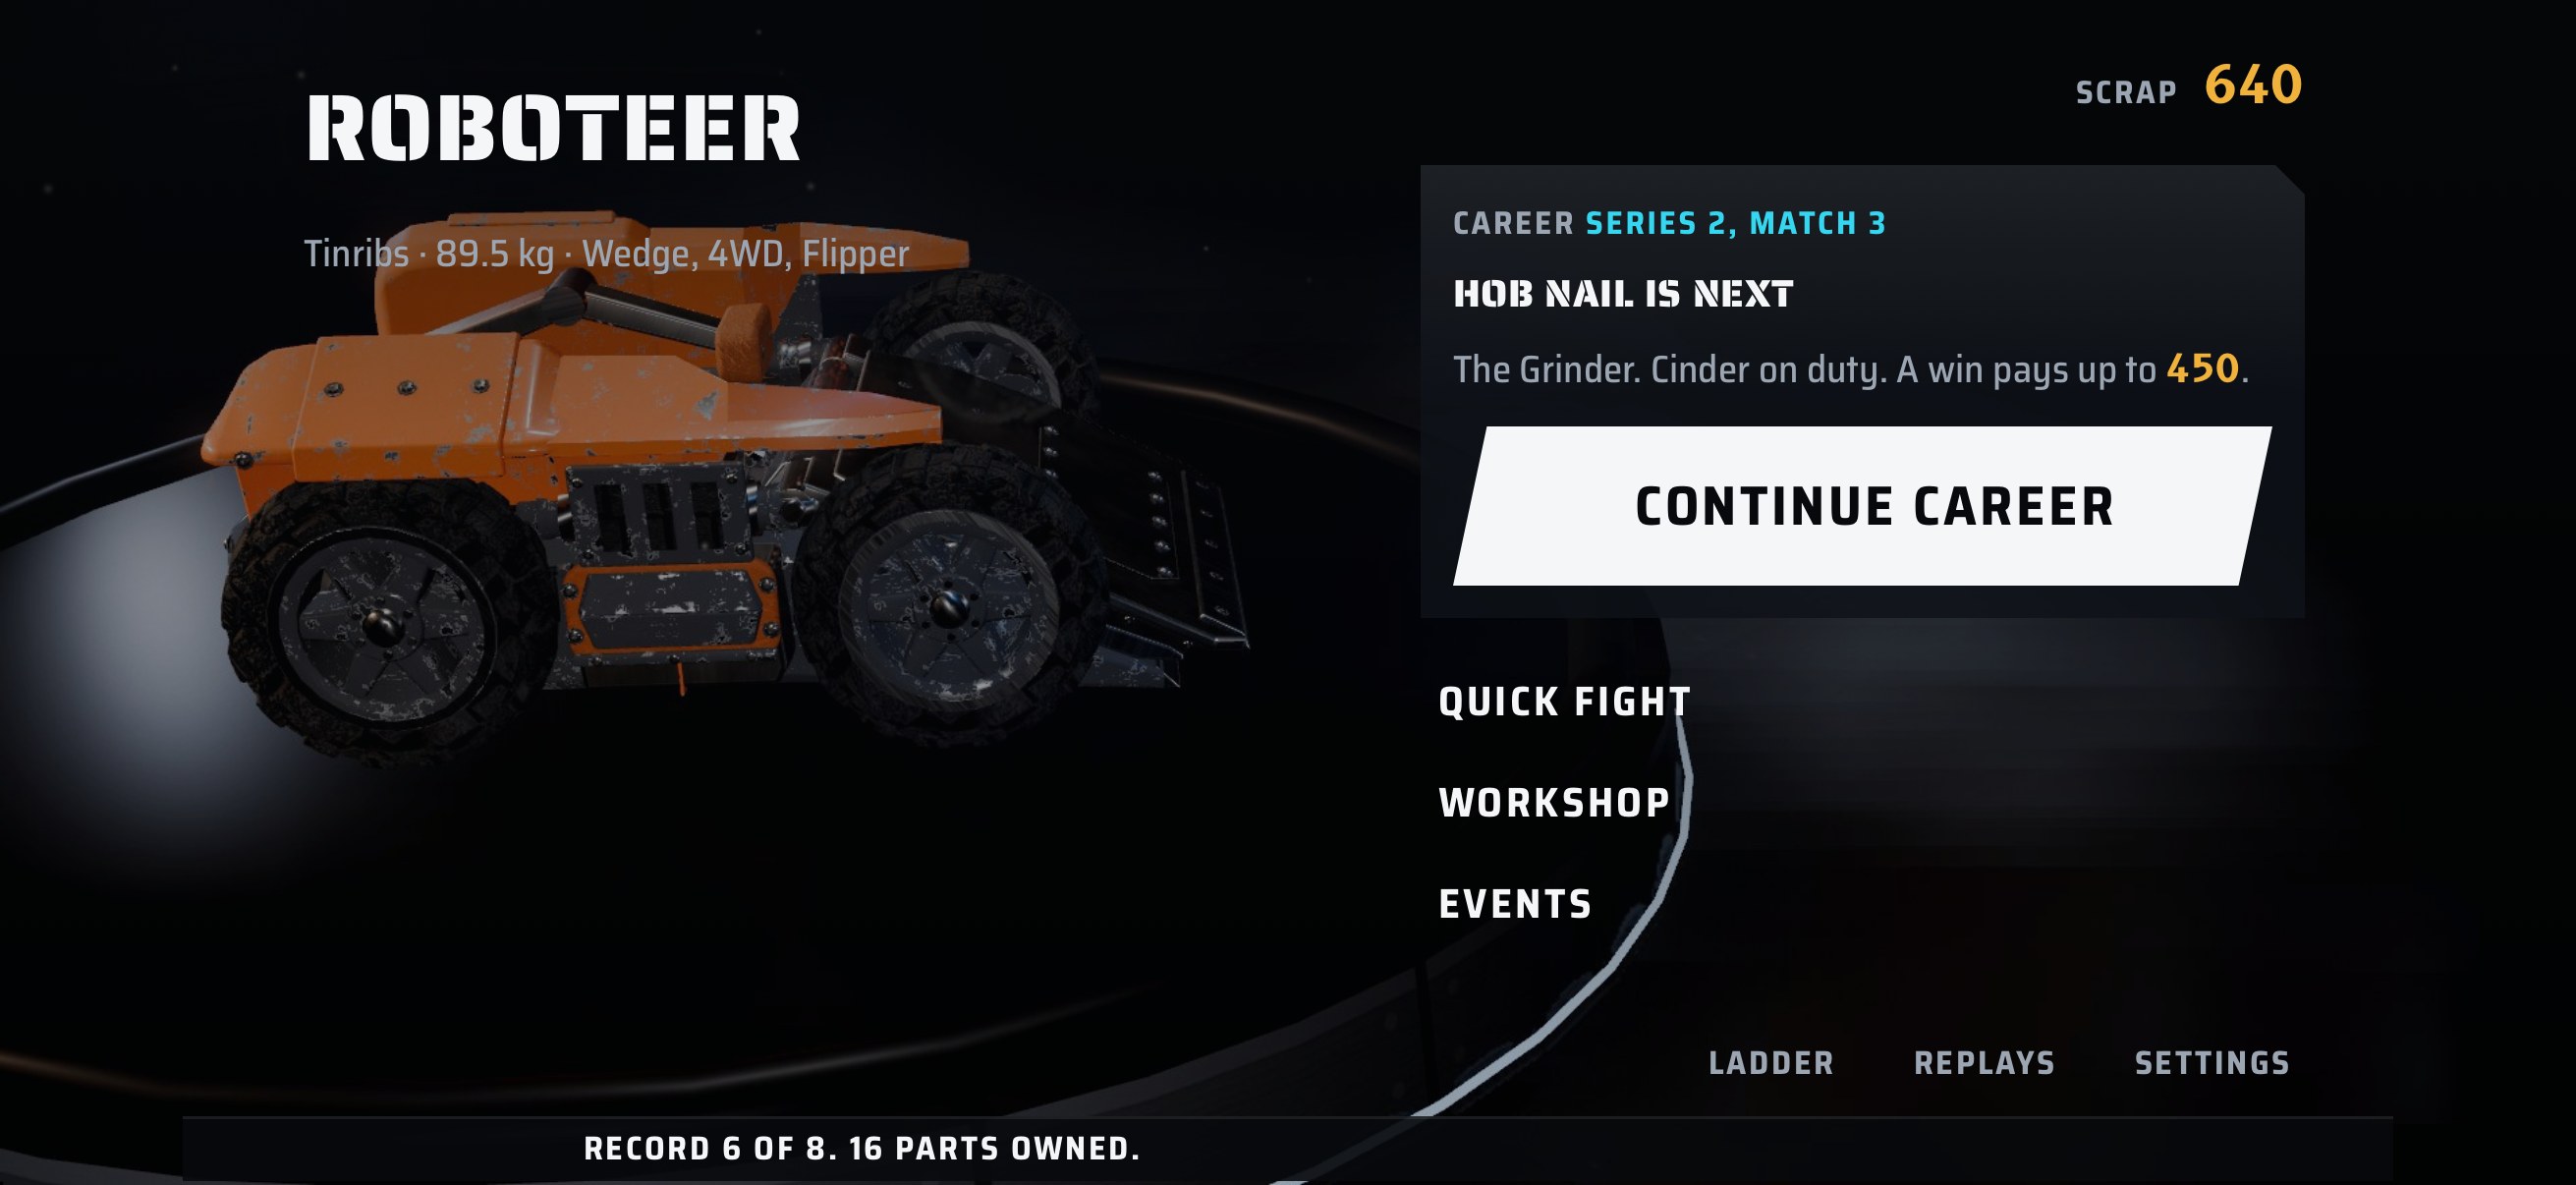 ROBOTEER
Tinribs · 89.5 kg · Wedge, 4WD, Flipper
SCRAP 640
CAREER SERIES 2, MATCH 3
HOB NAIL IS NEXT
The Grinder. Cinder on duty. A win pays up to 450.
CONTINUE CAREER
QUICK FIGHT
WORKSHOP
EVENTS
LADDER REPLAYS SETTINGS
RECORD 6 OF 8. 16 PARTS OWNED.